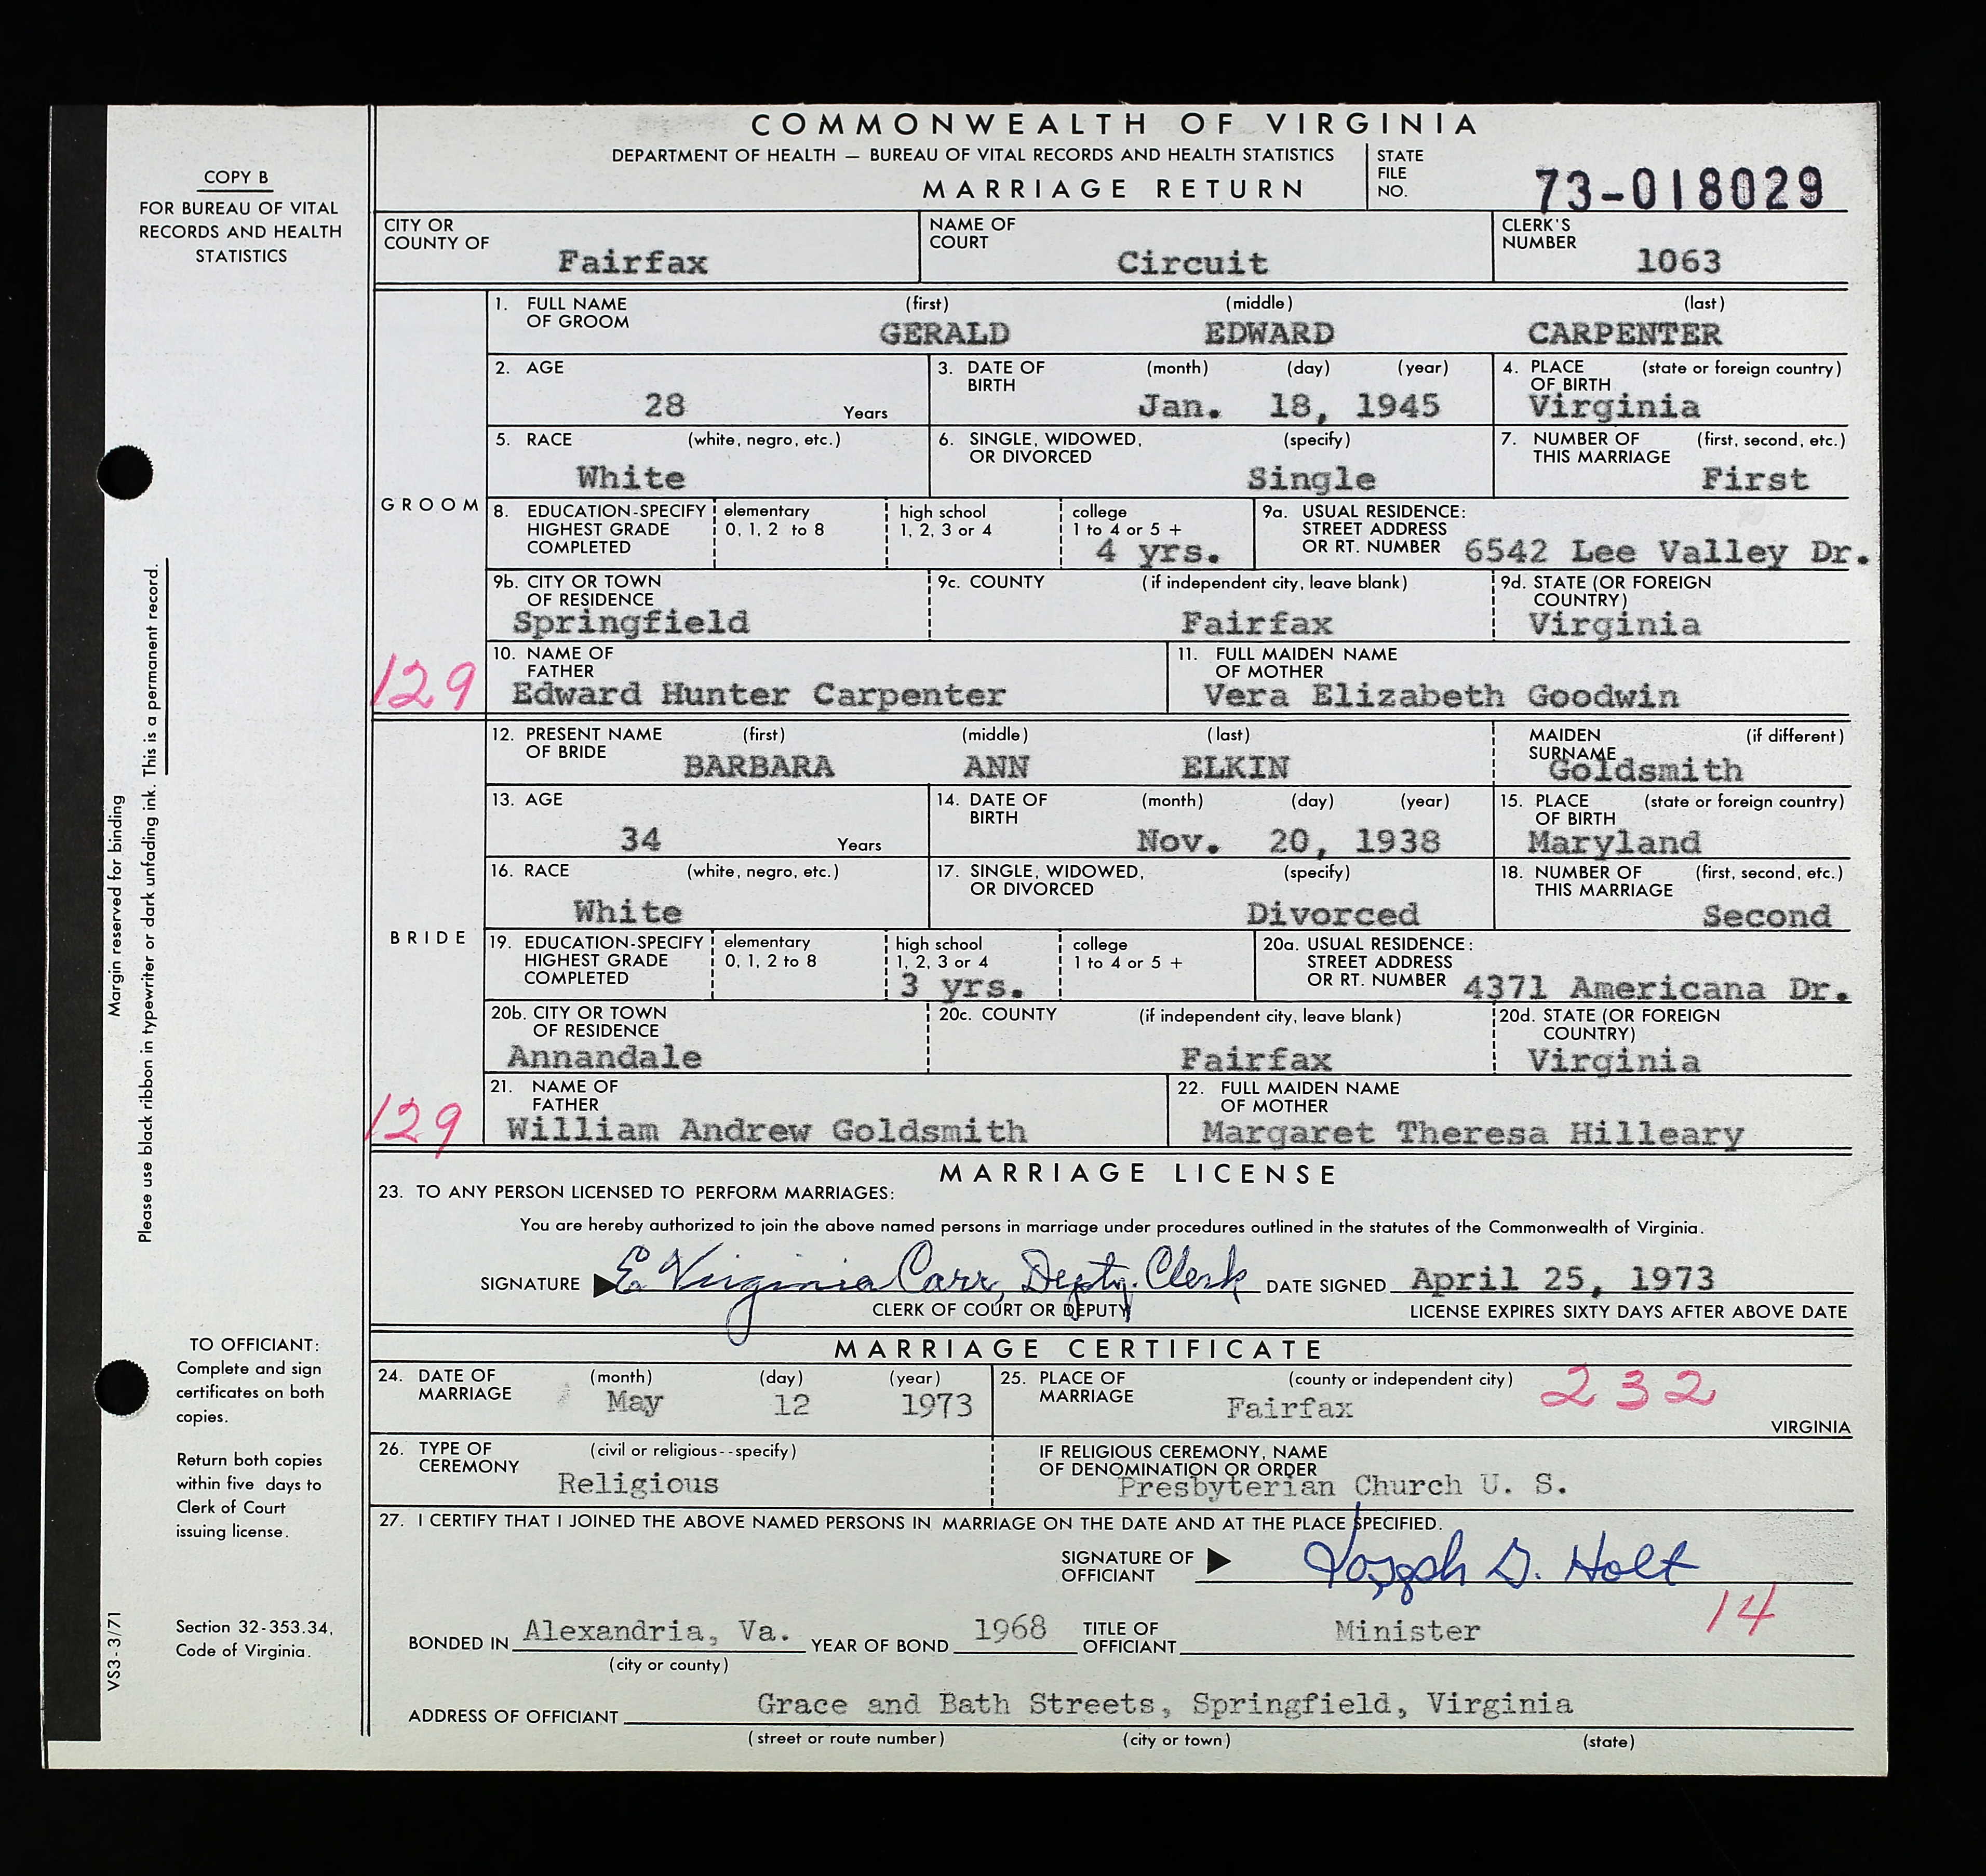 COMMONWEALTH OF VIRGINIA
DEPARTMENT OF HEALTH — BUREAU OF VITAL RECORDS AND HEALTH STATISTICS
MARRIAGE RETURN
STATE FILE NO. 73-018029
COPY B
FOR BUREAU OF VITAL
RECORDS AND HEALTH
STATISTICS
CITY OR COUNTY OF Fairfax
NAME OF COURT Circuit
CLERK'S NUMBER 1063
GROOM
1. FULL NAME OF GROOM (first) GERALD (middle) EDWARD (last) CARPENTER
2. AGE 28 Years
3. DATE OF BIRTH (month) (day) (year) Jan. 18, 1945
4. PLACE OF BIRTH (state or foreign country) Virginia
5. RACE (white, negro, etc.) White
6. SINGLE, WIDOWED, OR DIVORCED (specify) Single
7. NUMBER OF THIS MARRIAGE (first, second, etc.) First
8. EDUCATION-SPECIFY HIGHEST GRADE COMPLETED
elementary 0, 1, 2 to 8
high school 1, 2, 3 or 4
college 1 to 4 or 5 + 4 yrs.
9a. USUAL RESIDENCE: STREET ADDRESS OR RT. NUMBER 6542 Lee Valley Dr.
9b. CITY OR TOWN OF RESIDENCE Springfield
9c. COUNTY (if independent city, leave blank) Fairfax
9d. STATE (OR FOREIGN COUNTRY) Virginia
129
10. NAME OF FATHER Edward Hunter Carpenter
11. FULL MAIDEN NAME OF MOTHER Vera Elizabeth Goodwin
BRIDE
12. PRESENT NAME OF BRIDE (first) BARBARA (middle) ANN (last) ELKIN
MAIDEN SURNAME (if different) Goldsmith
13. AGE 34 Years
14. DATE OF BIRTH (month) (day) (year) Nov. 20, 1938
15. PLACE OF BIRTH (state or foreign country) Maryland
16. RACE (white, negro, etc.) White
17. SINGLE, WIDOWED, OR DIVORCED (specify) Divorced
18. NUMBER OF THIS MARRIAGE (first, second, etc.) Second
19. EDUCATION-SPECIFY HIGHEST GRADE COMPLETED
elementary 0, 1, 2 to 8
high school 1, 2, 3 or 4 3 yrs.
college 1 to 4 or 5 +
20a. USUAL RESIDENCE: STREET ADDRESS OR RT. NUMBER 4371 Americana Dr.
20b. CITY OR TOWN OF RESIDENCE Annandale
20c. COUNTY (if independent city, leave blank) Fairfax
20d. STATE (OR FOREIGN COUNTRY) Virginia
129
21. NAME OF FATHER William Andrew Goldsmith
22. FULL MAIDEN NAME OF MOTHER Margaret Theresa Hilleary
MARRIAGE LICENSE
23. TO ANY PERSON LICENSED TO PERFORM MARRIAGES:
You are hereby authorized to join the above named persons in marriage under procedures outlined in the statutes of the Commonwealth of Virginia.
SIGNATURE E Virginia Carr, Depty. Clerk DATE SIGNED April 25, 1973
CLERK OF COURT OR DEPUTY LICENSE EXPIRES SIXTY DAYS AFTER ABOVE DATE
MARRIAGE CERTIFICATE
24. DATE OF MARRIAGE (month) May (day) 12 (year) 1973
25. PLACE OF MARRIAGE (county or independent city) Fairfax 232 VIRGINIA
26. TYPE OF CEREMONY (civil or religious--specify) Religious
IF RELIGIOUS CEREMONY, NAME OF DENOMINATION OR ORDER Presbyterian Church U. S.
27. I CERTIFY THAT I JOINED THE ABOVE NAMED PERSONS IN MARRIAGE ON THE DATE AND AT THE PLACE SPECIFIED.
SIGNATURE OF OFFICIANT Joseph G. Holt
14
BONDED IN Alexandria, Va. YEAR OF BOND 1968 TITLE OF OFFICIANT Minister
(city or county)
ADDRESS OF OFFICIANT Grace and Bath Streets, Springfield, Virginia
(street or route number) (city or town) (state)
Margin reserved for binding
Please use black ribbon in typewriter or dark unfading ink. This is a permanent record.
TO OFFICIANT:
Complete and sign
certificates on both
copies.
Return both copies
within five days to
Clerk of Court
issuing license.
Section 32-353.34,
Code of Virginia.
VS3-3/71